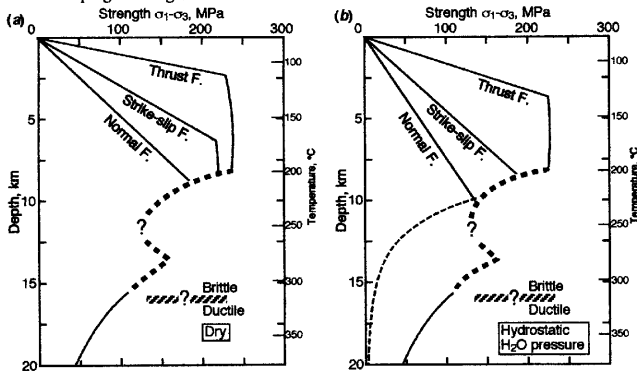 (a) Strength σ₁-σ₃, MPa
0 100 200 300
0
5
10
15
20
Depth, km
100
150
200
250
300
350
Temperature, °C
Thrust F.
Strike-slip F.
Normal F.
?
Brittle
?
Ductile
Dry
(b) Strength σ₁-σ₃, MPa
0 100 200 300
0
5
10
15
20
Depth, km
100
150
200
250
300
350
Temperature, °C
Thrust F.
Strike-slip F.
Normal F.
?
Brittle
?
Ductile
Hydrostatic
H₂O pressure